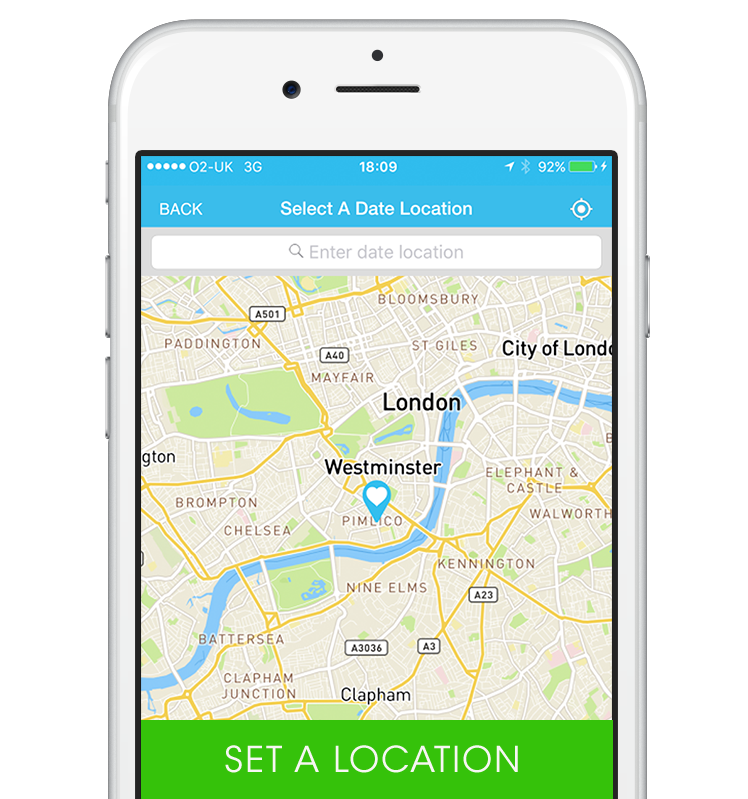 O2-UK 3G 18:09 92%
BACK Select A Date Location
Enter date location
BLOOMSBURY
A501
PADDINGTON
ST GILES
City of Londo
A40
MAYFAIR
London
gton
Westminster
ELEPHANT &
CASTLE
BROMPTON
WALWORTH
PIMLICO
CHELSEA
KENNINGTON
NINE ELMS
A23
BATTERSEA
A3036
A3
CLAPHAM
JUNCTION
Clapham
SET A LOCATION